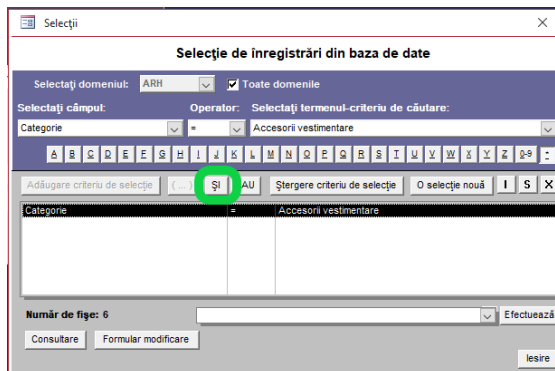 Selecții
Selecţie de înregistrări din baza de date
Selectaţi domeniul: ARH Toate domenile
Selectaţi câmpul: Operator: Selectaţi termenul-criteriu de căutare:
Categorie = Accesorii vestimentare
A B C D E F G H I J K L M N O P Q R S T U V W X Y Z 0-9 -
Adăugare criteriu de selecţie (...) ŞI AU Ştergere criteriu de selecţie O selecţie nouă I S X
Categorie = Accesorii vestimentare
Număr de fişe: 6 Efectuează
Consultare Formular modificare
Iesire